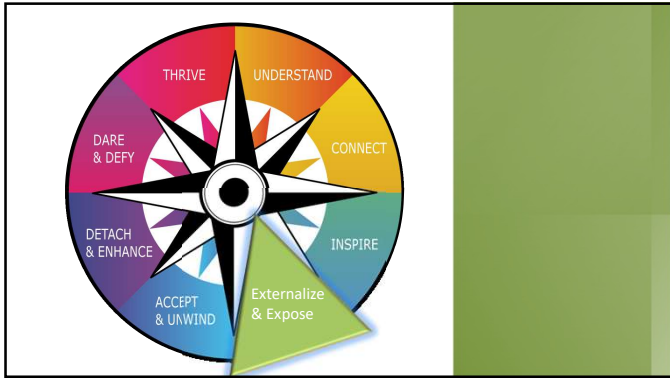 THRIVE
UNDERSTAND
CONNECT
INSPIRE
Externalize
& Expose
ACCEPT
& UNWIND
DETACH
& ENHANCE
DARE
& DEFY